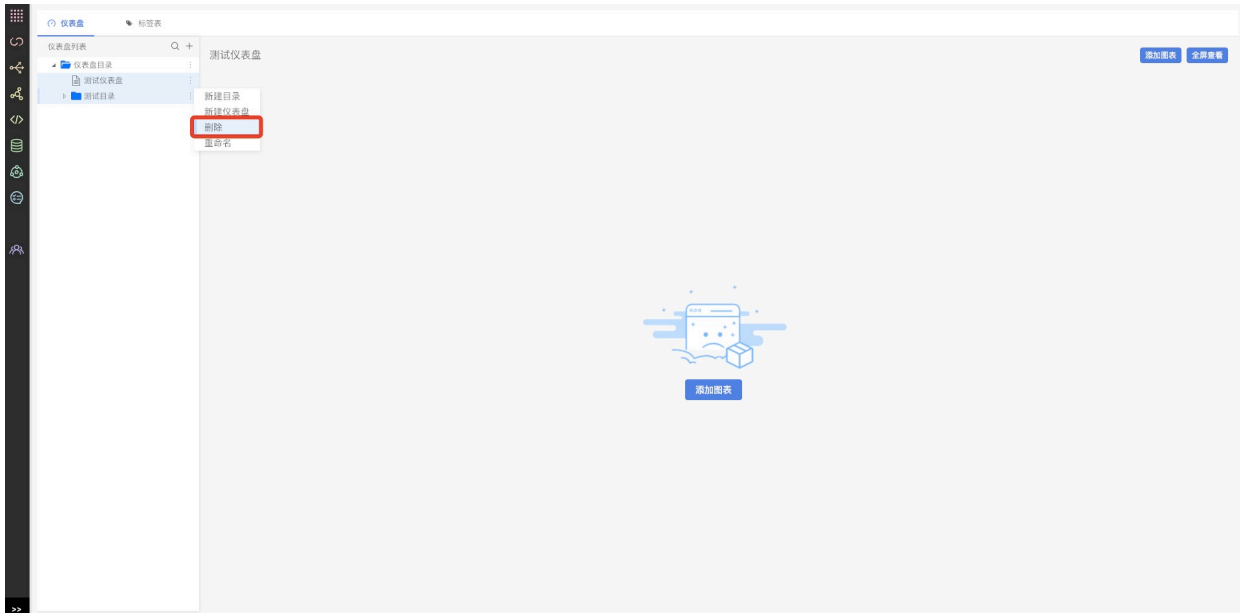 仪表盘
标签表
仪表盘列表
测试仪表盘
添加图表
全屏查看
仪表盘目录
测试仪表盘
测试目录
新建目录
新建仪表盘
删除
重命名
添加图表
>>